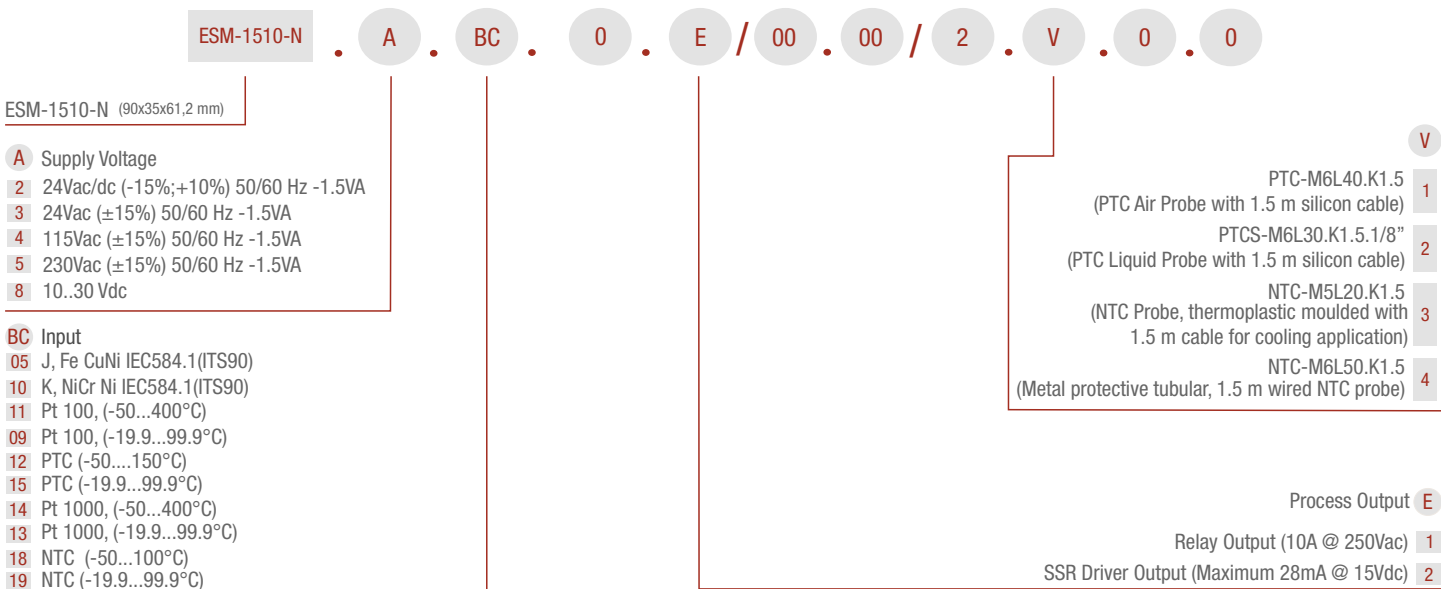 ESM-1510-N . A . BC . 0 . E / 00 . 00 / 2 . V . 0 . 0
ESM-1510-N (90x35x61,2 mm)
A Supply Voltage
2 24Vac/dc (-15%;+10%) 50/60 Hz -1.5VA
3 24Vac (±15%) 50/60 Hz -1.5VA
4 115Vac (±15%) 50/60 Hz -1.5VA
5 230Vac (±15%) 50/60 Hz -1.5VA
8 10..30 Vdc
BC Input
05 J, Fe CuNi IEC584.1(ITS90)
10 K, NiCr Ni IEC584.1(ITS90)
11 Pt 100, (-50...400°C)
09 Pt 100, (-19.9...99.9°C)
12 PTC (-50....150°C)
15 PTC (-19.9...99.9°C)
14 Pt 1000, (-50...400°C)
13 Pt 1000, (-19.9...99.9°C)
18 NTC (-50...100°C)
19 NTC (-19.9...99.9°C)
V
PTC-M6L40.K1.5
(PTC Air Probe with 1.5 m silicon cable) 1
PTCS-M6L30.K1.5.1/8”
(PTC Liquid Probe with 1.5 m silicon cable) 2
NTC-M5L20.K1.5
(NTC Probe, thermoplastic moulded with 3
1.5 m cable for cooling application)
NTC-M6L50.K1.5
(Metal protective tubular, 1.5 m wired NTC probe) 4
Process Output E
Relay Output (10A @ 250Vac) 1
SSR Driver Output (Maximum 28mA @ 15Vdc) 2